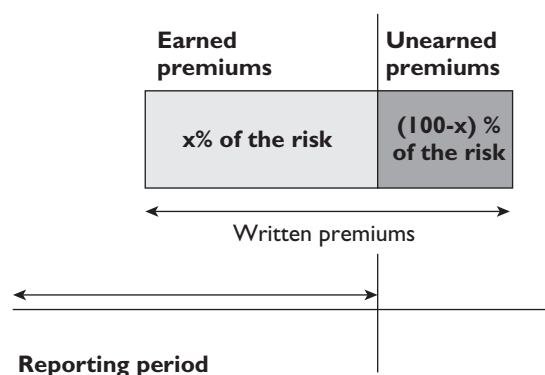 Earned
premiums
Unearned
premiums
x% of the risk
(100-x) %
of the risk
Written premiums
Reporting period